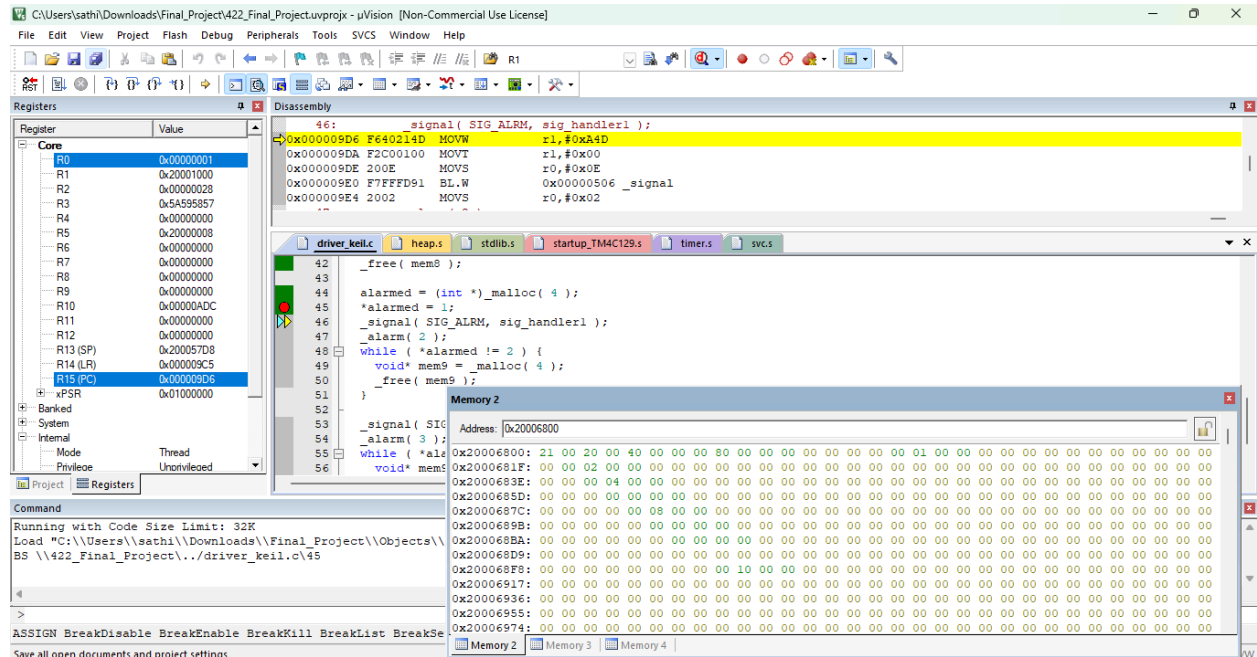 C:\Users\sathi\Downloads\Final_Project\422_Final_Project.uvprojx - µVision [Non-Commercial Use License]
File Edit View Project Flash Debug Peripherals Tools SVCS Window Help
R1
RST
Registers
Register Value
Core
R0 0x00000001
R1 0x20001000
R2 0x00000028
R3 0x5A595857
R4 0x00000000
R5 0x20000008
R6 0x00000000
R7 0x00000000
R8 0x00000000
R9 0x00000000
R10 0x00000ADC
R11 0x00000000
R12 0x00000000
R13 (SP) 0x200057D8
R14 (LR) 0x000009C5
R15 (PC) 0x000009D6
xPSR 0x01000000
Banked
System
Internal
Mode Thread
Privilege Unprivileged
Project Registers
Disassembly
46: _signal( SIG_ALRM, sig_handler1 );
0x000009D6 F640214D MOVW r1,#0xA4D
0x000009DA F2C00100 MOVT r1,#0x00
0x000009DE 200E MOVS r0,#0x0E
0x000009E0 F7FFFD91 BL.W 0x00000506 _signal
0x000009E4 2002 MOVS r0,#0x02
driver_keil.c heap.s stdlib.s startup_TM4C129.s timer.s svc.s
42 _free( mem8 );
43
44 alarmed = (int *)_malloc( 4 );
45 *alarmed = 1;
46 _signal( SIG_ALRM, sig_handler1 );
47 _alarm( 2 );
48 while ( *alarmed != 2 ) {
49 void* mem9 = _malloc( 4 );
50 _free( mem9 );
51 }
52
53 _signal( SIG
54 _alarm( 3 );
55 while ( *ala
56 void* mem9
Command
Running with Code Size Limit: 32K
Load "C:\\Users\\sathi\\Downloads\\Final_Project\\Objects\\
BS \\422_Final_Project\../driver_keil.c\45
>
ASSIGN BreakDisable BreakEnable BreakKill BreakList BreakSe
Save all open documents and project settings
Memory 2
Address: 0x20006800
0x20006800: 21 00 20 00 40 00 00 00 80 00 00 00 00 00 00 00 00 01 00 00 00 00 00 00 00 00 00 00 00 00 00
0x2000681F: 00 00 02 00 00 00 00 00 00 00 00 00 00 00 00 00 00 00 00 00 00 00 00 00 00 00 00 00 00 00 00
0x2000683E: 00 00 00 04 00 00 00 00 00 00 00 00 00 00 00 00 00 00 00 00 00 00 00 00 00 00 00 00 00 00 00
0x2000685D: 00 00 00 00 00 00 00 00 00 00 00 00 00 00 00 00 00 00 00 00 00 00 00 00 00 00 00 00 00 00 00
0x2000687C: 00 00 00 00 00 08 00 00 00 00 00 00 00 00 00 00 00 00 00 00 00 00 00 00 00 00 00 00 00 00 00
0x2000689B: 00 00 00 00 00 00 00 00 00 00 00 00 00 00 00 00 00 00 00 00 00 00 00 00 00 00 00 00 00 00 00
0x200068BA: 00 00 00 00 00 00 00 00 00 00 00 00 00 00 00 00 00 00 00 00 00 00 00 00 00 00 00 00 00 00 00
0x200068D9: 00 00 00 00 00 00 00 00 00 00 00 00 00 00 00 00 00 00 00 00 00 00 00 00 00 00 00 00 00 00 00
0x200068F8: 00 00 00 00 00 00 00 00 00 10 00 00 00 00 00 00 00 00 00 00 00 00 00 00 00 00 00 00 00 00 00
0x20006917: 00 00 00 00 00 00 00 00 00 00 00 00 00 00 00 00 00 00 00 00 00 00 00 00 00 00 00 00 00 00 00
0x20006936: 00 00 00 00 00 00 00 00 00 00 00 00 00 00 00 00 00 00 00 00 00 00 00 00 00 00 00 00 00 00 00
0x20006955: 00 00 00 00 00 00 00 00 00 00 00 00 00 00 00 00 00 00 00 00 00 00 00 00 00 00 00 00 00 00 00
0x20006974: 00 00 00 00 00 00 00 00 00 00 00 00 00 00 00 00 00 00 00 00 00 00 00 00 00 00 00 00 00 00 00
Memory 2 Memory 3 Memory 4